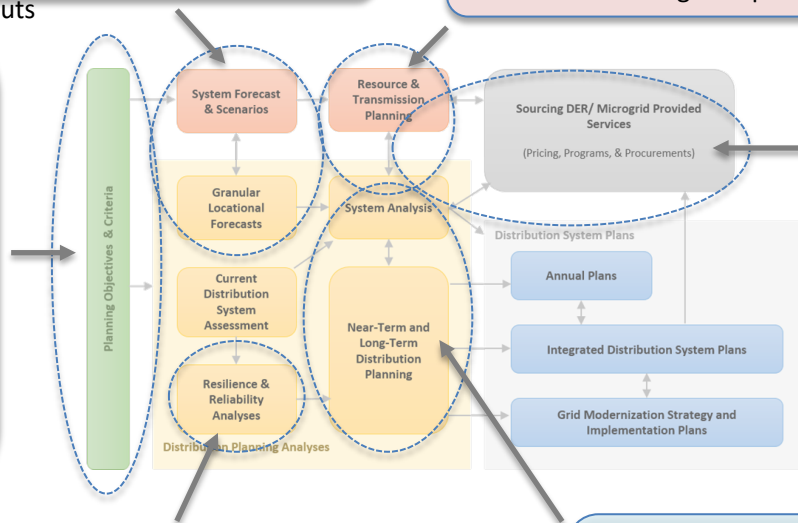 uts
System Forecast
& Scenarios
Resource &
Transmission
Planning
Sourcing DER/ Microgrid Provided
Services
(Pricing, Programs, & Procurements)
Planning Objectives & Criteria
Granular
Locational
Forecasts
System Analysis
Distribution System Plans
Current
Distribution
System
Assessment
Near-Term and
Long-Term
Distribution
Planning
Annual Plans
Integrated Distribution System Plans
Resilience &
Reliability
Analyses
Grid Modernization Strategy and
Implementation Plans
Distribution Planning Analyses